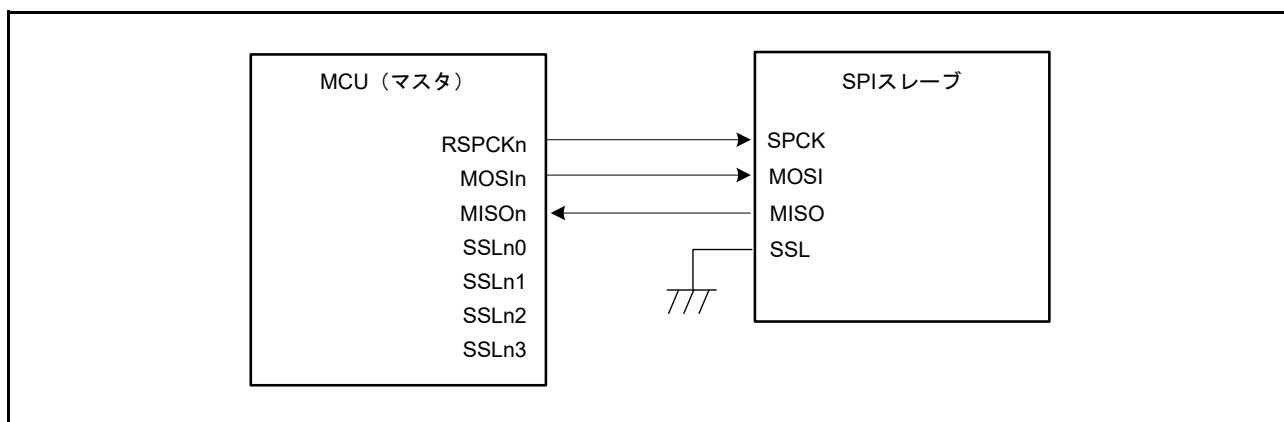 MCU（マスタ）
RSPCKn
MOSIn
MISOn
SSLn0
SSLn1
SSLn2
SSLn3
SPIスレーブ
SPCK
MOSI
MISO
SSL